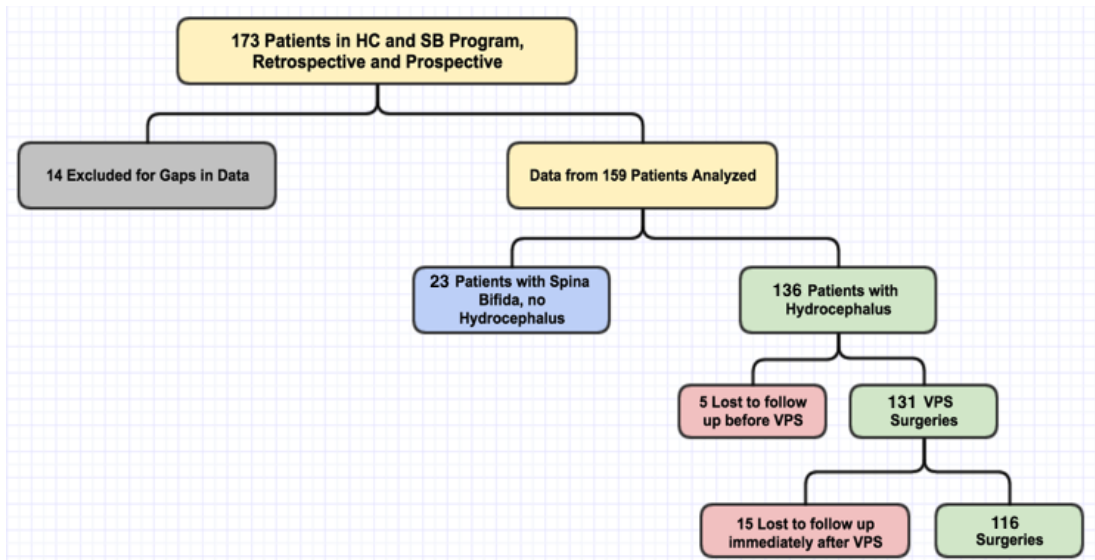 173 Patients in HC and SB Program,
Retrospective and Prospective
14 Excluded for Gaps in Data
Data from 159 Patients Analyzed
23 Patients with Spina
Bifida, no
Hydrocephalus
136 Patients with
Hydrocephalus
5 Lost to follow
up before VPS
131 VPS
Surgeries
15 Lost to follow up
immediately after VPS
116
Surgeries